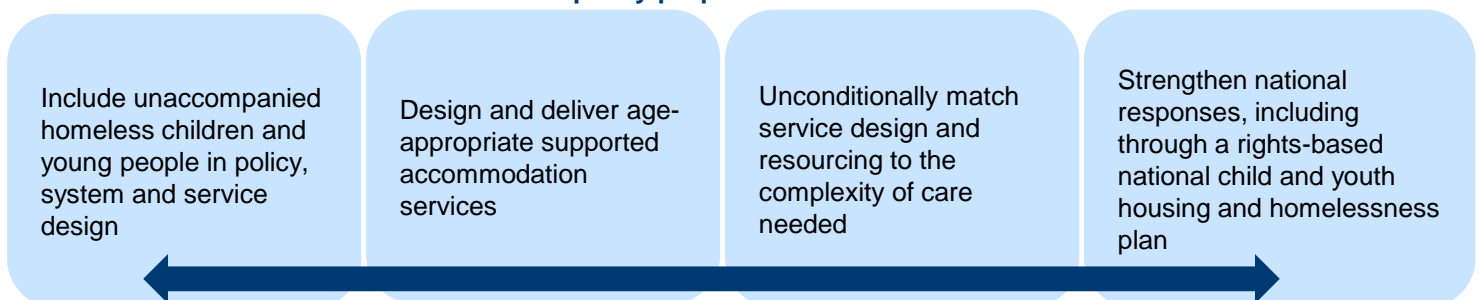 Include unaccompanied
homeless children and
young people in policy,
system and service
design
Design and deliver age-
appropriate supported
accommodation
services
Unconditionally match
service design and
resourcing to the
complexity of care
needed
Strengthen national
responses, including
through a rights-based
national child and youth
housing and homelessness
plan